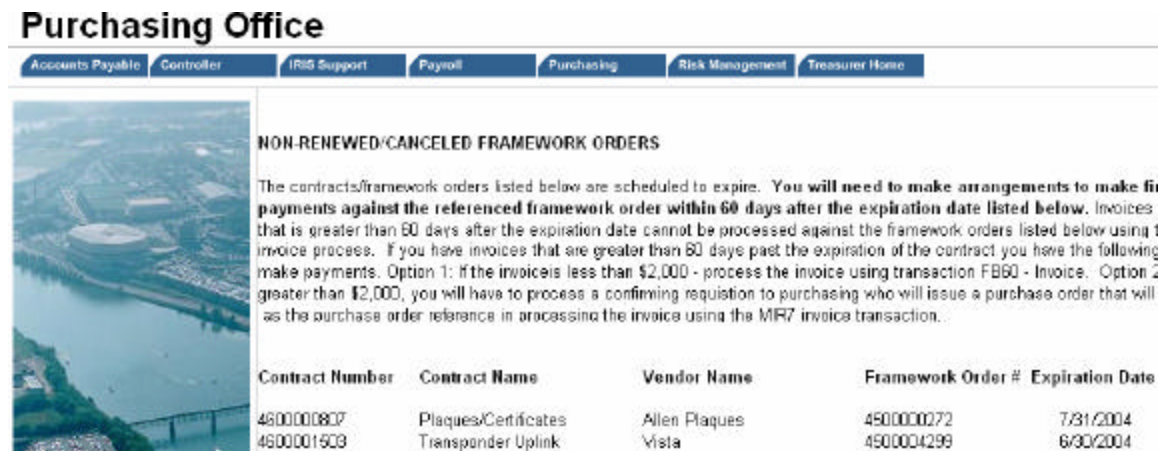 Purchasing Office
Accounts Payable Controller IRIS Support Payroll Purchasing Risk Management Treasurer Home
NON-RENEWED/CANCELED FRAMEWORK ORDERS
The contracts/framework orders listed below are scheduled to expire. You will need to make arrangements to make fi
payments against the referenced framework order within 60 days after the expiration date listed below. Invoices
that is greater than 60 days after the expiration date cannot be processed against the framework orders listed below using t
invoice process. If you have invoices that are greater than 60 days past the expiration of the contract you have the following
make payments. Option 1: If the invoiceis less than $2,000 - process the invoice using transaction FB60 - Invoice. Option 2
greater than $2,000, you will have to process a confirming requistion to purchasing who will issue a purchase order that will
as the purchase order reference in processing the invoice using the MIR7 invoice transaction.
Contract Number Contract Name Vendor Name Framework Order # Expiration Date
4600000807 Plaques/Certificates Allen Plaques 4500000272 7/31/2004
4600001503 Transponder Uplink Vista 4500004299 6/30/2004